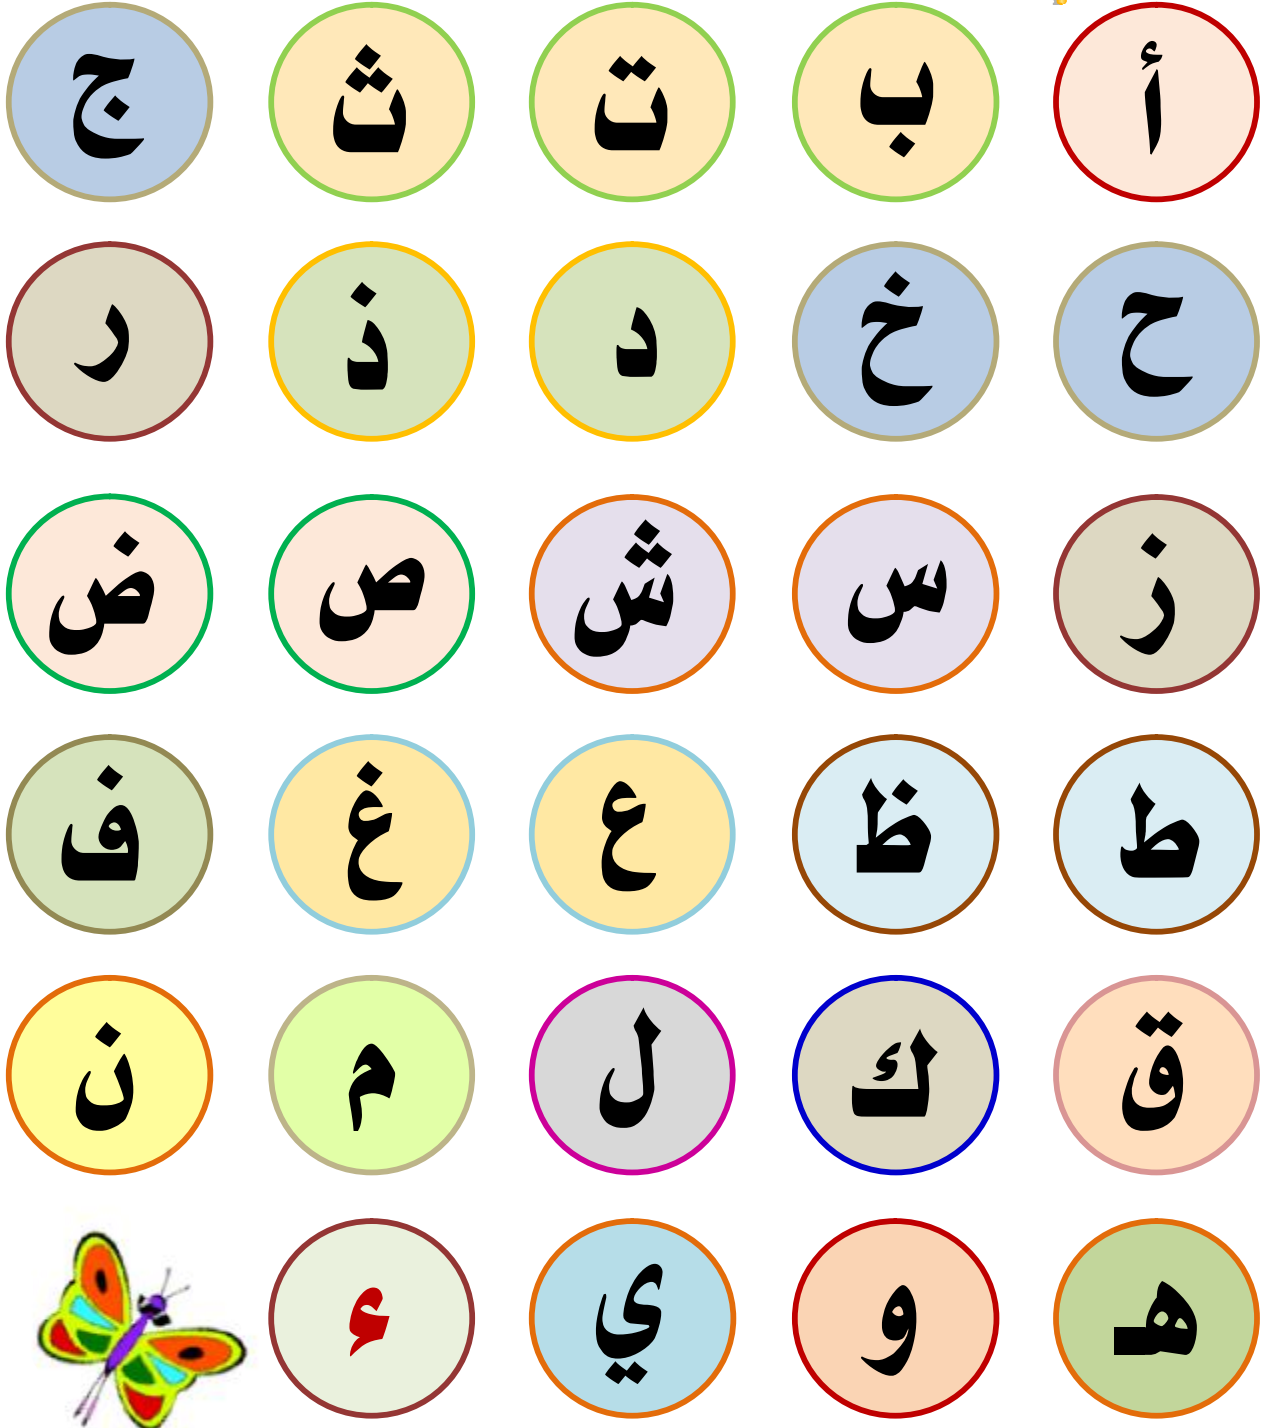 أ ب ت ث ج
ح خ د ذ ر
ز س ش ص ض
ط ظ ع غ ف
ق ك ل م ن
هـ و ي ء